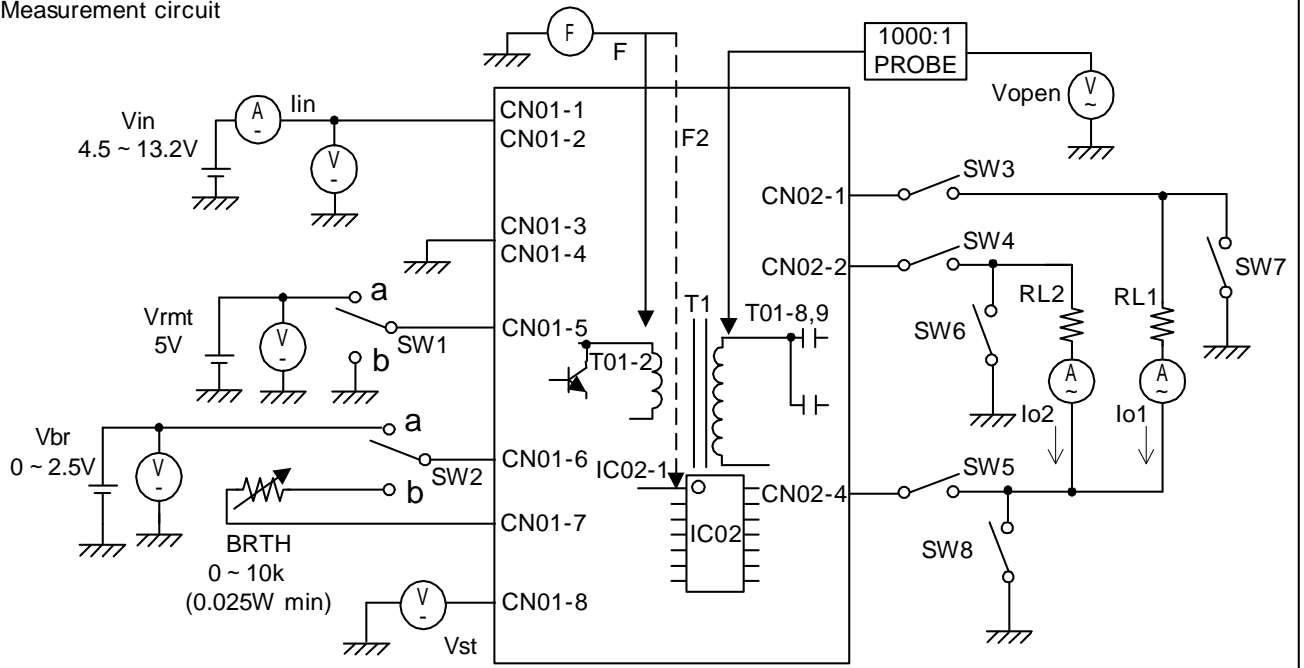 Measurement circuit
F
F
1000:1
PROBE
Vopen
V
~
Vin
4.5 ~ 13.2V
A
-
Iin
V
-
CN01-1
CN01-2
F2
CN01-3
CN01-4
CN02-1
SW3
CN02-2
SW4
SW7
Vrmt
5V
V
-
a
b
SW1
CN01-5
T01-2
T1
T01-8,9
SW6
RL2
RL1
A
~
A
~
Io2
Io1
Vbr
0 ~ 2.5V
V
-
a
b
SW2
CN01-6
IC02-1
CN02-4
SW5
BRTH
0 ~ 10k
(0.025W min)
CN01-7
IC02
SW8
V
-
Vst
CN01-8